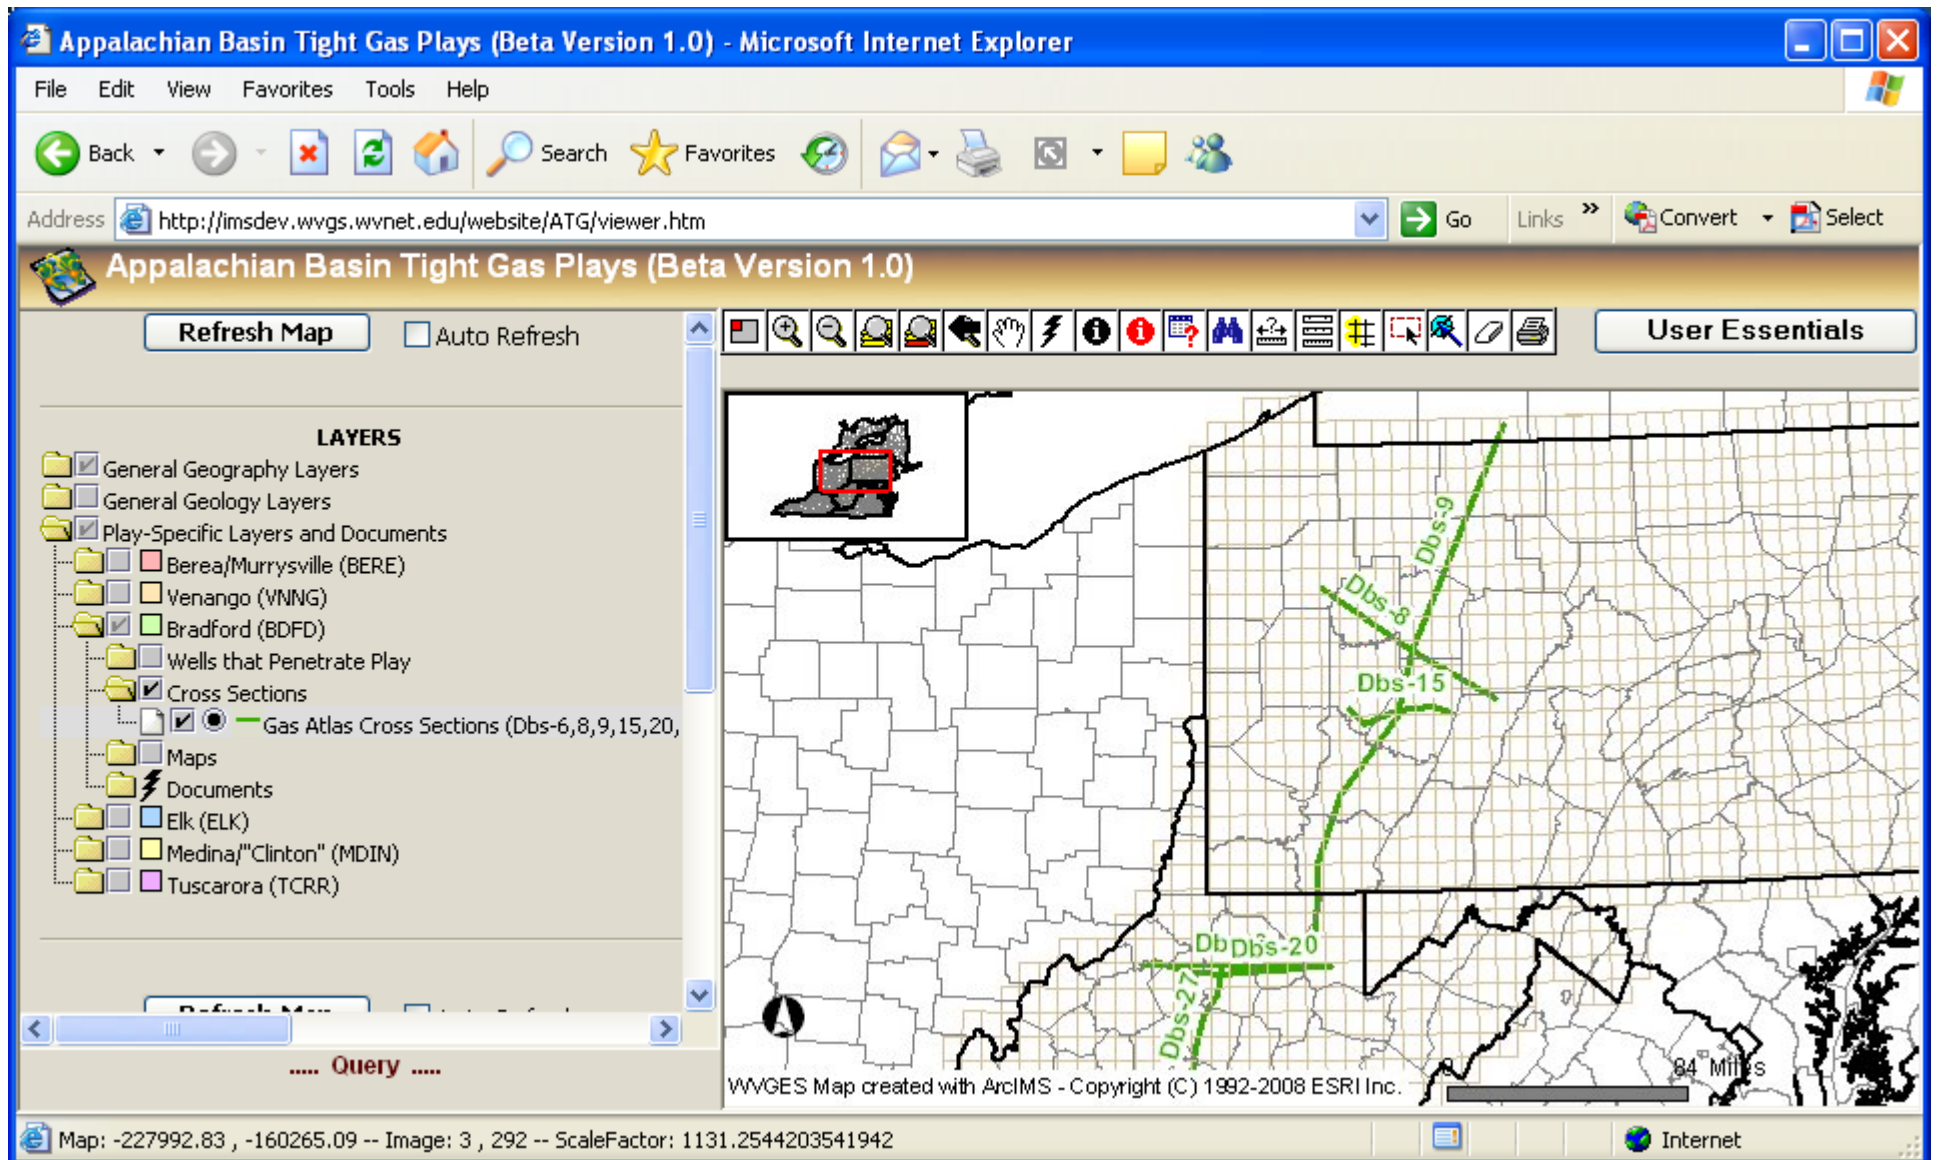 Appalachian Basin Tight Gas Plays (Beta Version 1.0) - Microsoft Internet Explorer
File Edit View Favorites Tools Help
Back Search Favorites
Address http://imsdev.wvgs.wvnet.edu/website/ATG/viewer.htm Go Links » Convert Select
Appalachian Basin Tight Gas Plays (Beta Version 1.0)
Refresh Map Auto Refresh
User Essentials
LAYERS
General Geography Layers
General Geology Layers
Play-Specific Layers and Documents
Berea/Murrysville (BERE)
Venango (VNNG)
Bradford (BDFD)
Wells that Penetrate Play
Cross Sections
Gas Atlas Cross Sections (Dbs-6,8,9,15,20,
Maps
Documents
Elk (ELK)
Medina/"Clinton" (MDIN)
Tuscarora (TCRR)
..... Query .....
Dbs-9
Dbs-8
Dbs-15
Dbs-20
Dbs-27
0 84 Miles
WVGES Map created with ArcIMS - Copyright (C) 1992-2008 ESRI Inc.
Map: -227992.83 , -160265.09 -- Image: 3 , 292 -- ScaleFactor: 1131.2544203541942
Internet